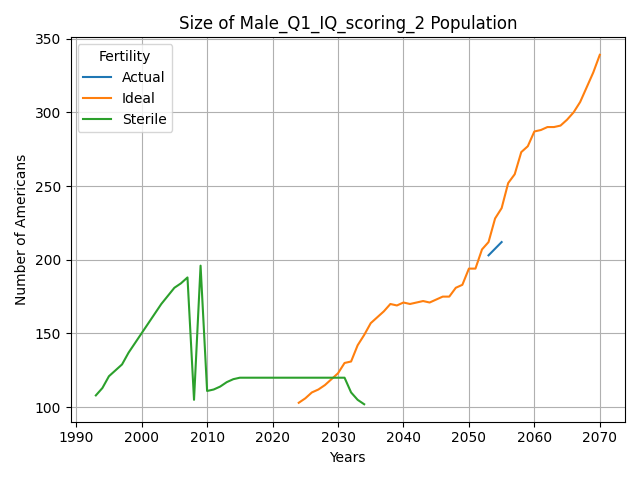 Size of Male_Q1_IQ_scoring_2 Population
Fertility
Actual
Ideal
Sterile
350
300
250
200
150
100
Number of Americans
1990 2000 2010 2020 2030 2040 2050 2060 2070
Years